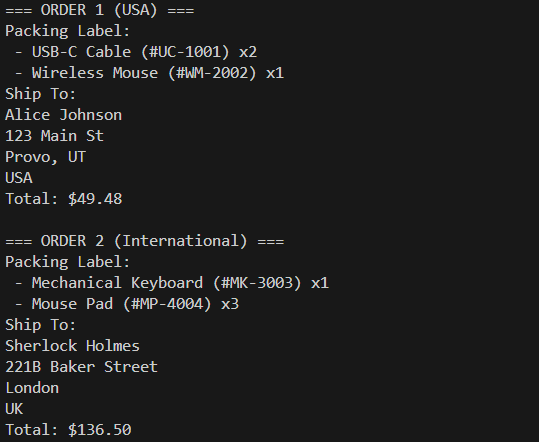 === ORDER 1 (USA) ===
Packing Label:
 - USB-C Cable (#UC-1001) x2
 - Wireless Mouse (#WM-2002) x1
Ship To:
Alice Johnson
123 Main St
Provo, UT
USA
Total: $49.48

=== ORDER 2 (International) ===
Packing Label:
 - Mechanical Keyboard (#MK-3003) x1
 - Mouse Pad (#MP-4004) x3
Ship To:
Sherlock Holmes
221B Baker Street
London
UK
Total: $136.50